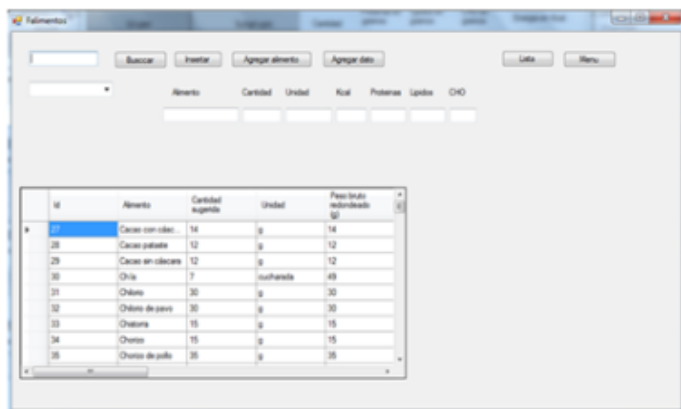 Falimentos
Busccar Insetar Agregar alimento Agregar dato Lista Menu
Alimento Cantidad Unidad Kcal Proteinas Lipidos CHO
Id Alimento Cantidad sugerida Unidad Peso bruto redondeado (g)
27 Cacao con cásc... 14 g 14
28 Cacao pataste 12 g 12
29 Cacao sin cáscara 12 g 12
30 Chía 7 cucharada 49
31 Chilorio 30 g 30
32 Chilorio de pavo 30 g 30
33 Chistorra 15 g 15
34 Chorizo 15 g 15
35 Chorizo de pollo 35 g 35